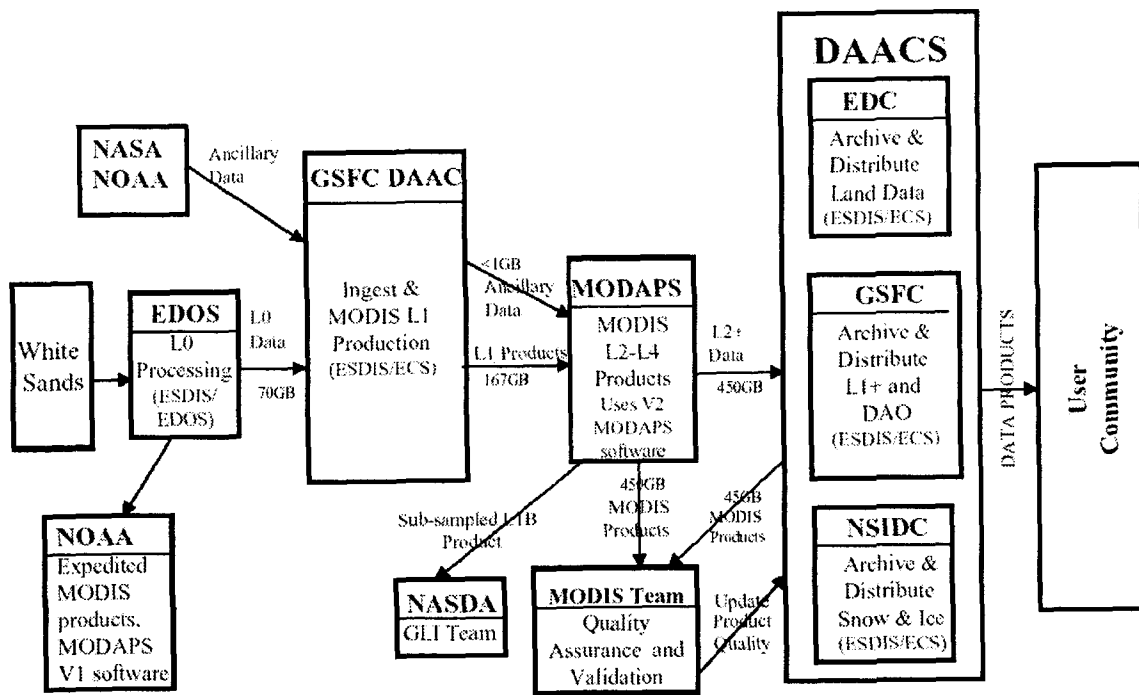 NASA
NOAA
Ancillary
Data
White
Sands
EDOS
L0
Processing
(ESDIS/
EDOS)
L0
Data
70GB
NOAA
Expedited
MODIS
products.
MODAPS
V1 software
GSFC DAAC
Ingest &
MODIS L1
Production
(ESDIS/ECS)
<1GB
Ancillary
Data
L1 Products
167GB
MODAPS
MODIS
L2-L4
Products
Uses V2
MODAPS
software
L2+
Data
450GB
Sub-sampled L1B
Product
NASDA
GLI Team
450GB
MODIS
Products
MODIS Team
Quality
Assurance and
Validation
45GB
MODIS
Products
Update
Product
Quality
DAACS
EDC
Archive &
Distribute
Land Data
(ESDIS/ECS)
GSFC
Archive &
Distribute
L1+ and
DAO
(ESDIS/ECS)
NSIDC
Archive &
Distribute
Snow & Ice
(ESDIS/ECS)
DATA PRODUCTS
User
Community